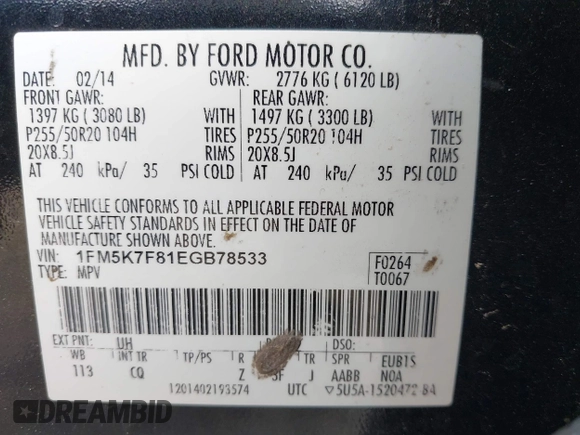 MFD. BY FORD MOTOR CO.
DATE: 02/14 GVWR: 2776 KG ( 6120 LB)
FRONT GAWR: REAR GAWR:
1397 KG ( 3080 LB) WITH 1497 KG ( 3300 LB) WITH
P255/50R20 104H TIRES P255/50R20 104H TIRES
20X8.5J RIMS 20X8.5J RIMS
AT 240 kPa/ 35 PSI COLD AT 240 kPa/ 35 PSI COLD
THIS VEHICLE CONFORMS TO ALL APPLICABLE FEDERAL MOTOR
VEHICLE SAFETY STANDARDS IN EFFECT ON THE DATE OF
MANUFACTURE SHOWN ABOVE.
VIN: 1FM5K7F81EGB78533 F0264
TYPE: MPV T0067
EXT PNT: UH DSO:
WB INT TR TP/PS R TR SPR EUB1S
113 CQ Z SF J AABB NOA
1201402193574 UTC ▽5U5A-1520472-BA
AUTOHELPERBOT.COM